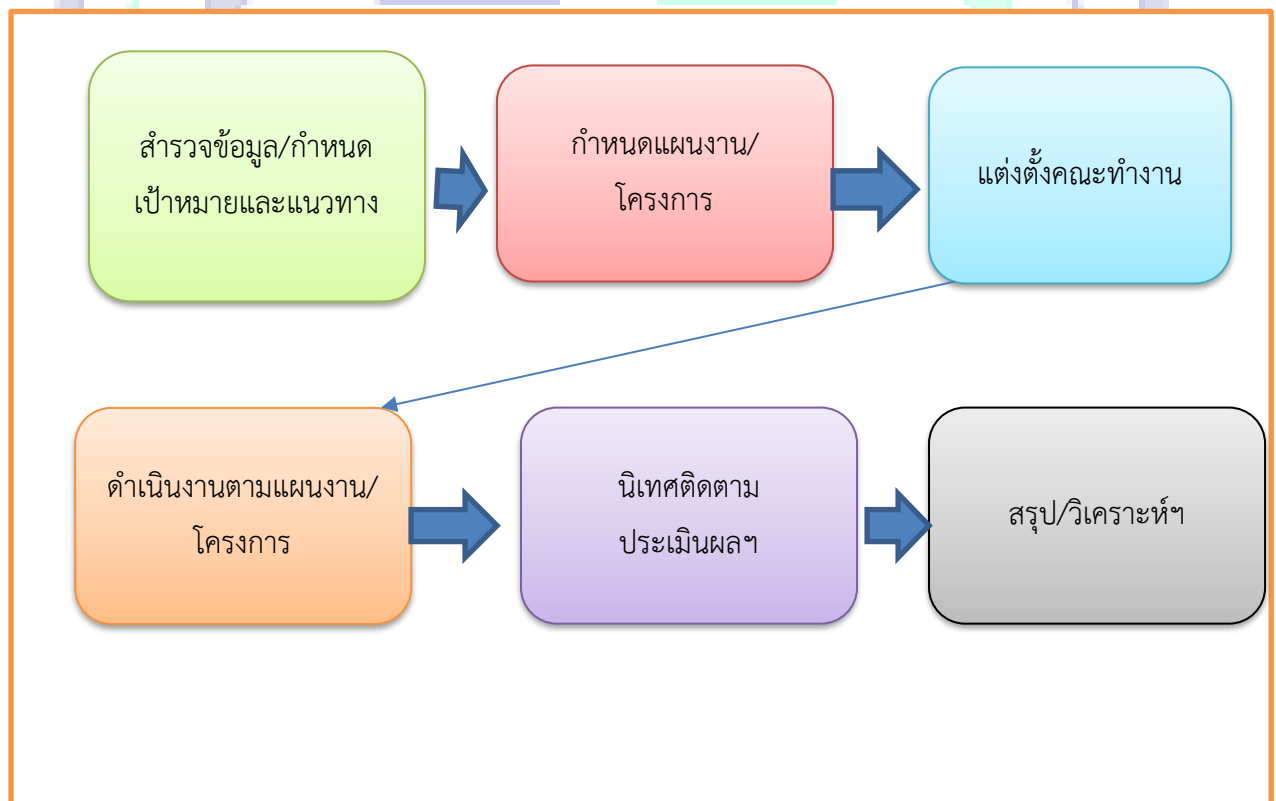 สำรวจข้อมูล/กำหนด
เป้าหมายและแนวทาง
กำหนดแผนงาน/
โครงการ
แต่งตั้งคณะทำงาน
ดำเนินงานตามแผนงาน/
โครงการ
นิเทศติดตาม
ประเมินผลฯ
สรุป/วิเคราะห์ฯ